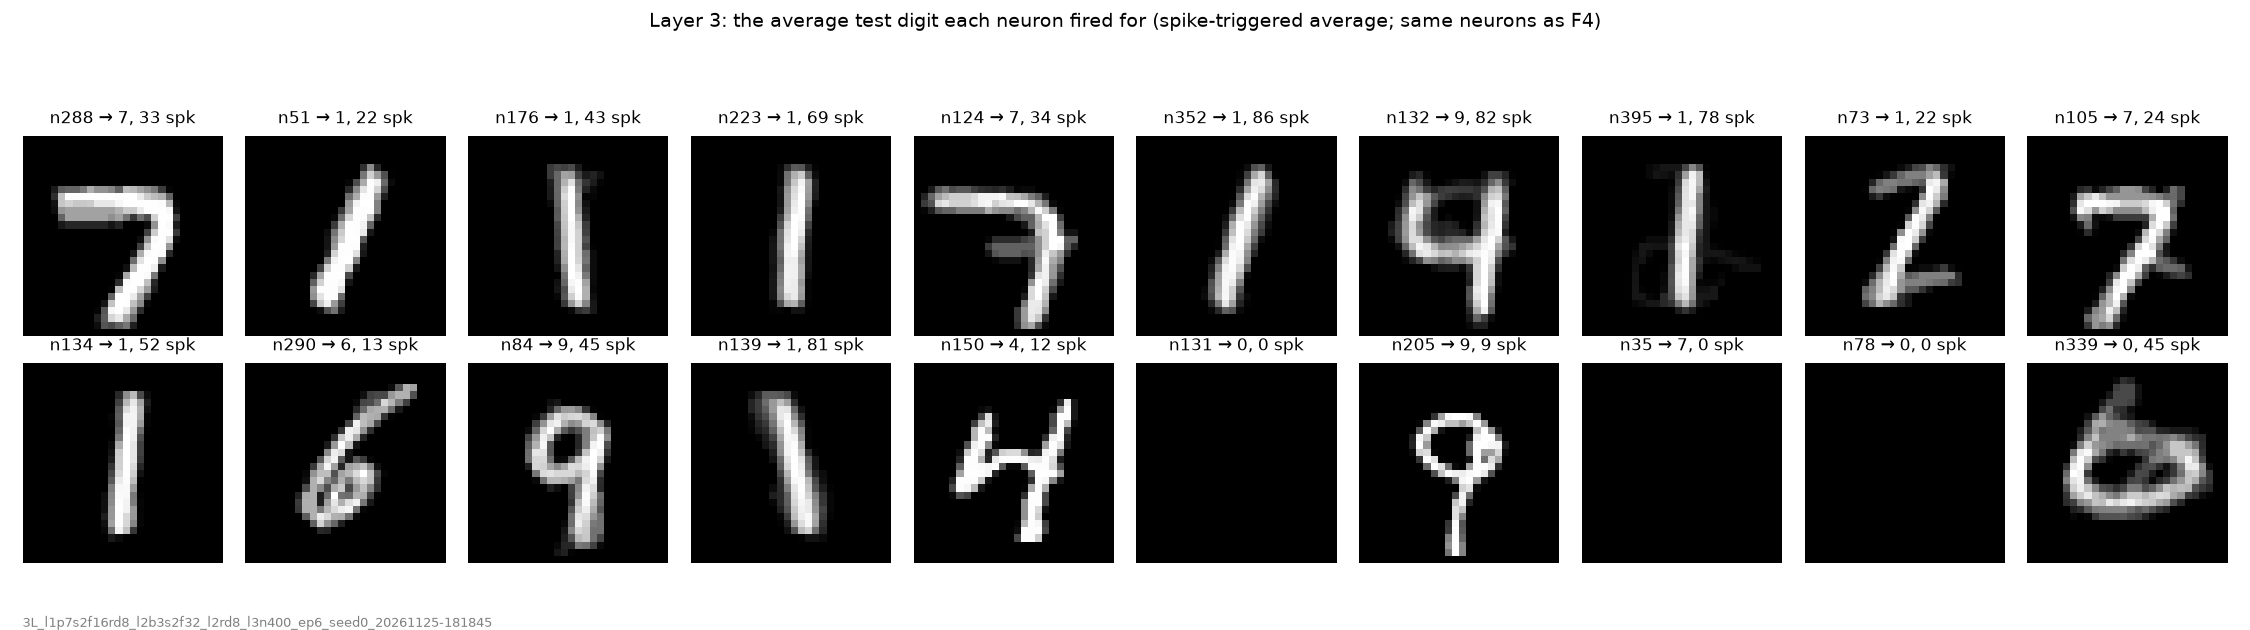 Layer 3: the average test digit each neuron fired for (spike-triggered average; same neurons as F4)
n288 → 7, 33 spk n51 → 1, 22 spk n176 → 1, 43 spk n223 → 1, 69 spk n124 → 7, 34 spk n352 → 1, 86 spk n132 → 9, 82 spk n395 → 1, 78 spk n73 → 1, 22 spk n105 → 7, 24 spk
n134 → 1, 52 spk n290 → 6, 13 spk n84 → 9, 45 spk n139 → 1, 81 spk n150 → 4, 12 spk n131 → 0, 0 spk n205 → 9, 9 spk n35 → 7, 0 spk n78 → 0, 0 spk n339 → 0, 45 spk
3L_l1p7s2f16rd8_l2b3s2f32_l2rd8_l3n400_ep6_seed0_20261125-181845